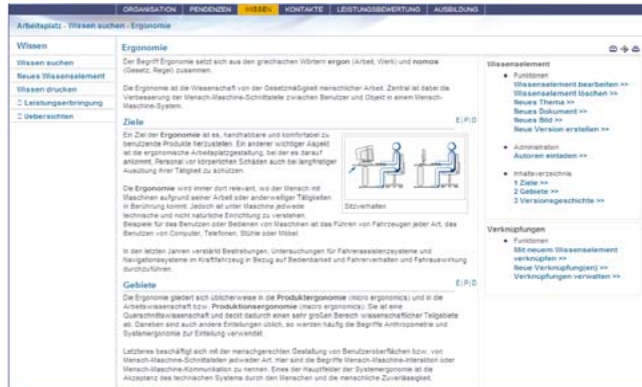 ORGANISATION PENDENZEN WISSEN KONTAKTE LEISTUNGSBEWERTUNG AUSBILDUNG
Arbeitsplatz - Wissen suchen - Ergonomie
Wissen
Wissen suchen
Neues Wissenselement
Wissen drucken
Leistungserbringung
Uebersichten
Ergonomie
Der Begriff Ergonomie setzt sich aus den griechischen Wörtern ergon (Arbeit, Werk) und nomos
(Gesetz, Regel) zusammen.
Die Ergonomie ist die Wissenschaft von der Gesetzmäßigkeit menschlicher Arbeit. Zentral ist dabei die
Verbesserung der Mensch-Maschine-Schnittstelle zwischen Benutzer und Objekt in einem Mensch-
Maschine-System.
Ziele
E|P|D
Ein Ziel der Ergonomie ist es, handhabbare und komfortabel zu
benutzende Produkte herzustellen. Ein anderer wichtiger Aspekt
ist die ergonomische Arbeitsplatzgestaltung, bei der es darauf
ankommt, Personal vor körperlichen Schäden auch bei langfristiger
Ausübung ihrer Tätigkeit zu schützen.
Sitzverhalten
Die Ergonomie wird immer dort relevant, wo der Mensch mit
Maschinen aufgrund seiner Arbeit oder anderweitiger Tätigkeiten
in Berührung kommt. Jedoch ist unter Maschine jedwede
technische und nicht natürliche Einrichtung zu verstehen.
Beispiele für das Benutzen oder Bedienen von Maschinen ist das Führen von Fahrzeugen jeder Art, das
Benutzen von Computer, Telefonen, Stühle oder Möbel.
In den letzten Jahren verstärkt Bestrebungen, Untersuchungen für Fahrerassistenzsysteme und
Navigationssysteme im Kraftfahrzeug in Bezug auf Bedienbarkeit und Fahrerverhalten und Fahrauswirkung
durchzuführen.
Gebiete
E|P|D
Die Ergonomie gliedert sich üblicherweise in die Produktergonomie (micro ergonomics) und in die
Arbeitswissenschaft bzw. Produktionsergonomie (macro ergonomics). Sie ist eine
Querschnittswissenschaft und deckt dadurch einen sehr großen Bereich wissenschaftlicher Teilgebiete
ab. Daneben sind auch andere Einteilungen üblich, so werden häufig die Begriffe Anthropometrie und
Systemergonomie zur Einteilung verwendet.
Letzteres beschäftigt sich mit der menschgerechten Gestaltung von Benutzeroberflächen bzw. von
Mensch-Maschine-Schnittstellen jedweder Art. Hier sind die Begriffe Mensch-Maschine-Interaktion oder
Mensch-Maschine-Kommunikation zu nennen. Eines der Hauptfelder der Systemergonomie ist die
Akzeptanz des technischen Systems durch den Menschen und die menschliche Zuverlässigkeit.
Wissenselement
Funktionen
Wissenselement bearbeiten >>
Wissenselement löschen >>
Neues Thema >>
Neues Dokument >>
Neues Bild >>
Neue Version erstellen >>
Administration
Autoren einladen >>
Inhaltsverzeichnis
1 Ziele >>
2 Gebiete >>
3 Versionsgeschichte >>
Verknüpfungen
Funktionen
Mit neuem Wissenselement
verknüpfen >>
Neue Verknüpfung(en) >>
Verknüpfungen verwalten >>